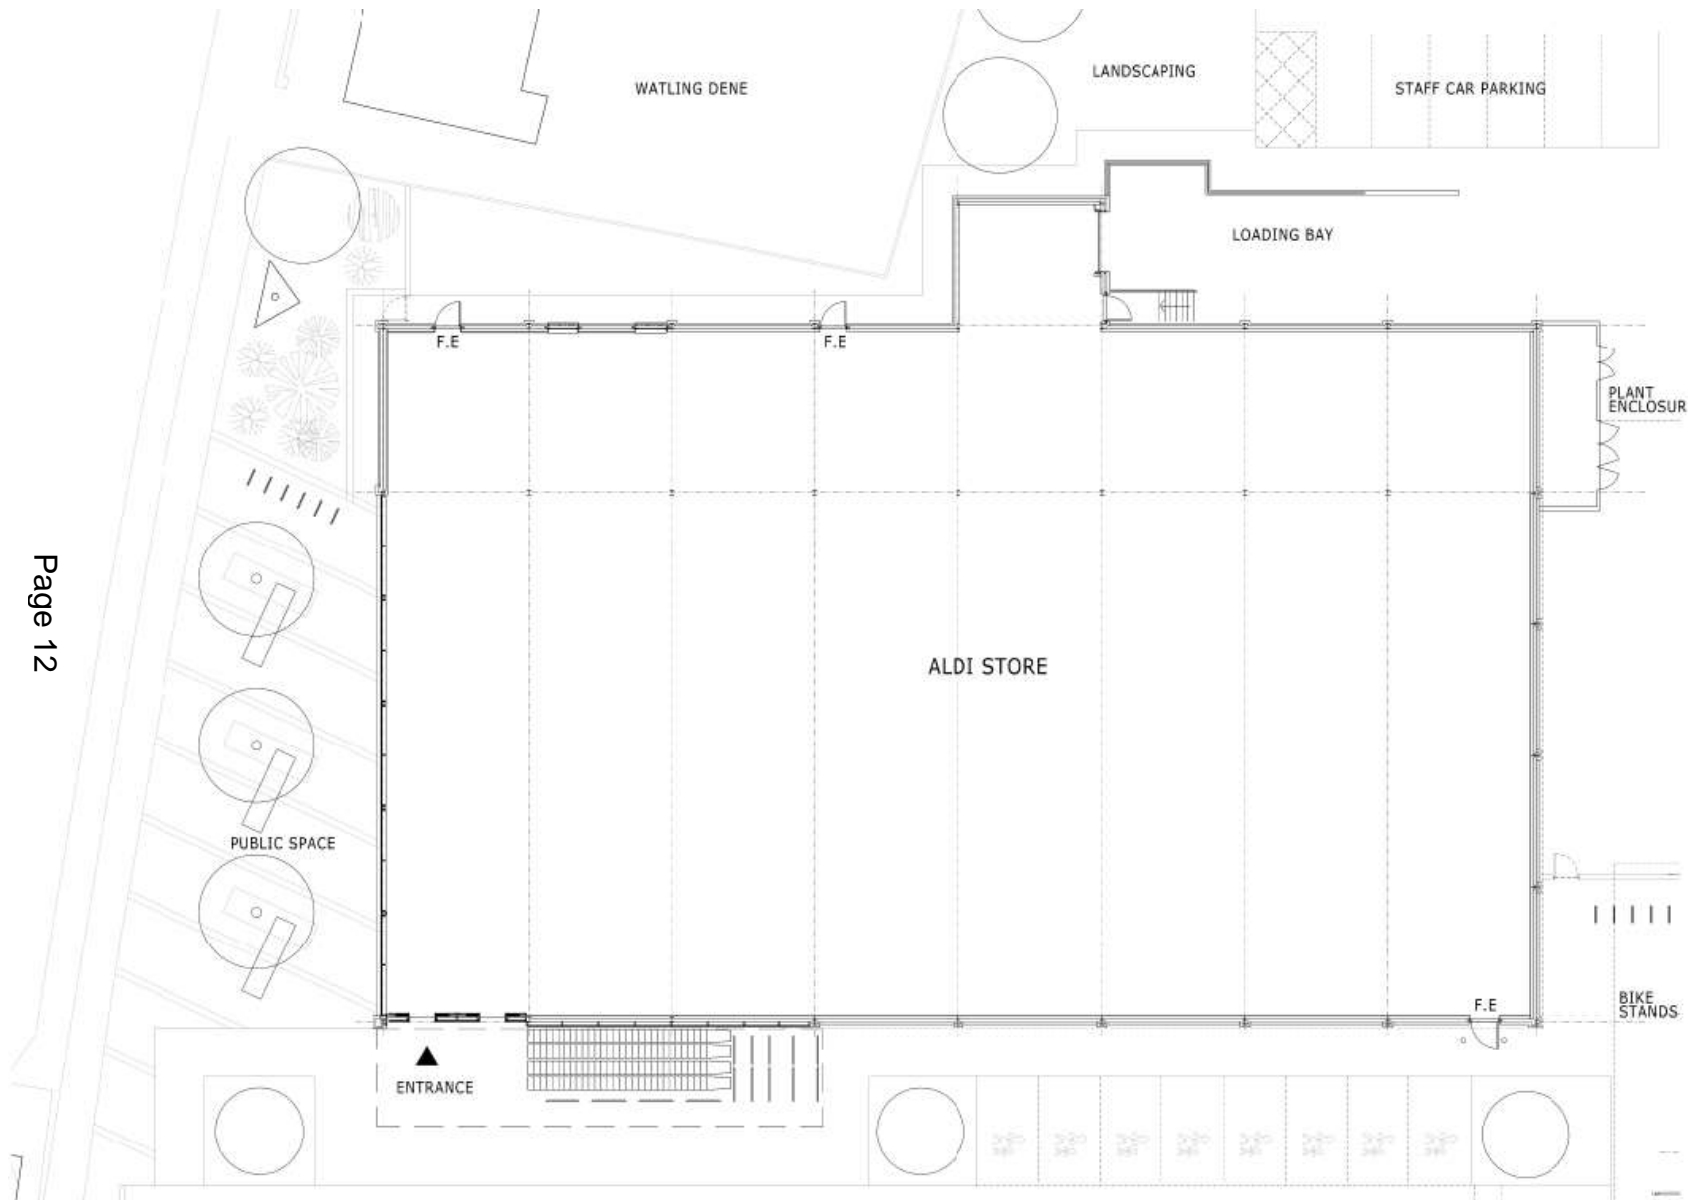 LANDSCAPING
WATLING DENE
STAFF CAR PARKING
LOADING BAY
F.E
F.E
PLANT
ENCLOSUR
Page 12
ALDI STORE
PUBLIC SPACE
BIKE
STANDS
F.E
ENTRANCE